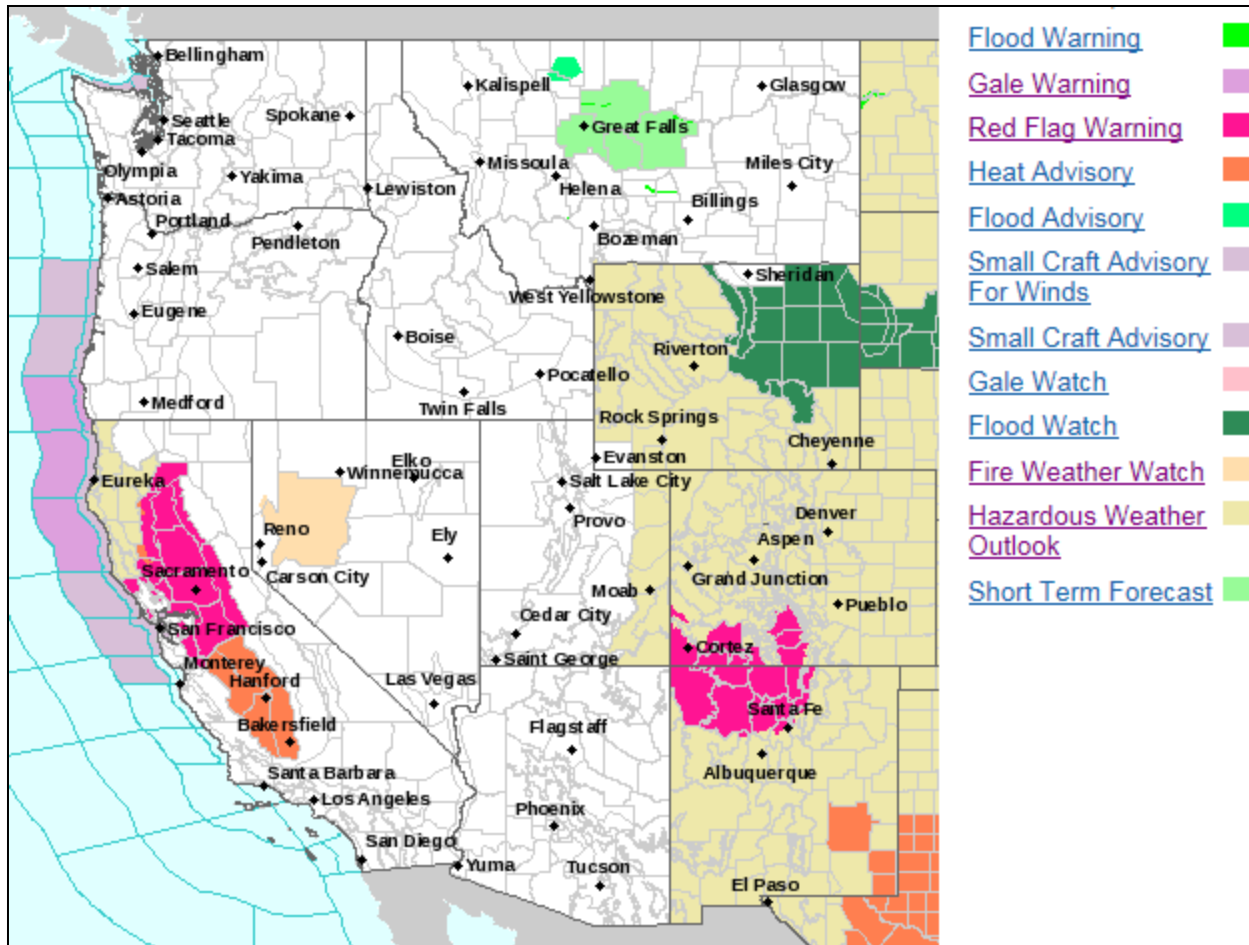 Bellingham
Kalispell
Glasgow
Seattle
Spokane
Great Falls
Tacoma
Olympia
Missoula
Miles City
Yakima
Helena
Lewiston
Astoria
Billings
Portland
Pendleton
Bozeman
Salem
Sheridan
West Yellowstone
Eugene
Boise
Riverton
Pocatello
Medford
Twin Falls
Rock Springs
Cheyenne
Elko
Evanston
Winnemucca
Eureka
Salt Lake City
Provo
Denver
Reno
Ely
Aspen
Sacramento
Carson City
Grand Junction
Moab
Pueblo
Cedar City
San Francisco
Cortez
Saint George
Monterey
Hanford
Las Vegas
Santa Fe
Bakersfield
Flagstaff
Albuquerque
Santa Barbara
Los Angeles
Phoenix
San Diego
Yuma
Tucson
El Paso
Flood Warning
Gale Warning
Red Flag Warning
Heat Advisory
Flood Advisory
Small Craft Advisory
For Winds
Small Craft Advisory
Gale Watch
Flood Watch
Fire Weather Watch
Hazardous Weather
Outlook
Short Term Forecast